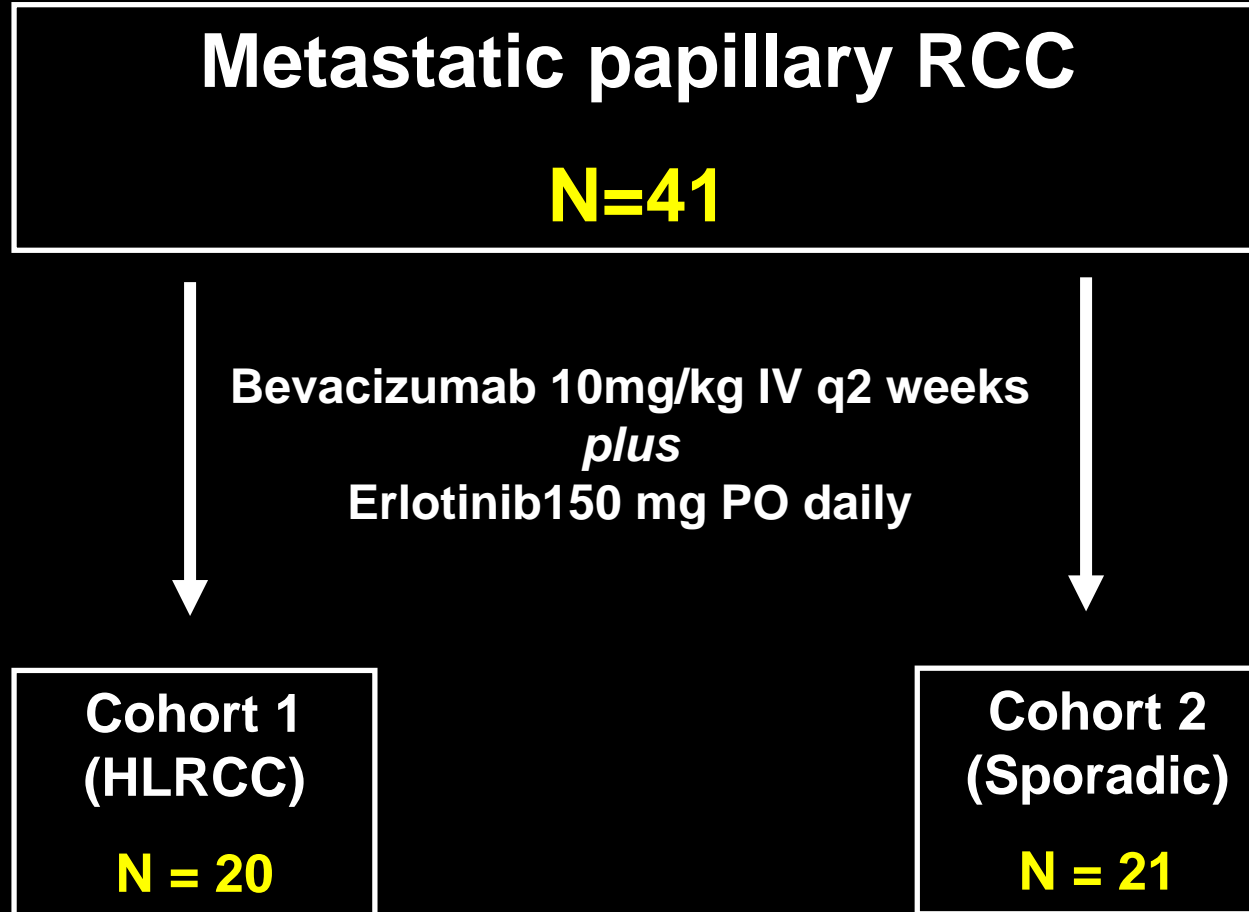 Metastatic papillary RCC
N=41
Bevacizumab 10mg/kg IV q2 weeks
plus
Erlotinib150 mg PO daily
Cohort 1
(HLRCC)
N = 20
Cohort 2
(Sporadic)
N = 21